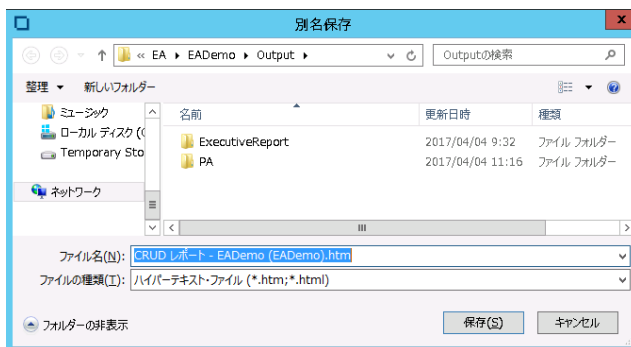 別名保存
x
« EA ▸ EADemo ▸ Output ▸
Outputの検索
整理 ▼ 新しいフォルダー
ミュージック
ローカル ディスク (C
Temporary Sto
ネットワーク
名前 更新日時 種類
ExecutiveReport 2017/04/04 9:32 ファイル フォルダー
PA 2017/04/04 11:16 ファイル フォルダー
ファイル名(N): CRUD レポート - EADemo (EADemo).htm
ファイルの種類(T): ハイパーテキスト・ファイル (*.htm;*.html)
フォルダーの非表示
保存(S) キャンセル